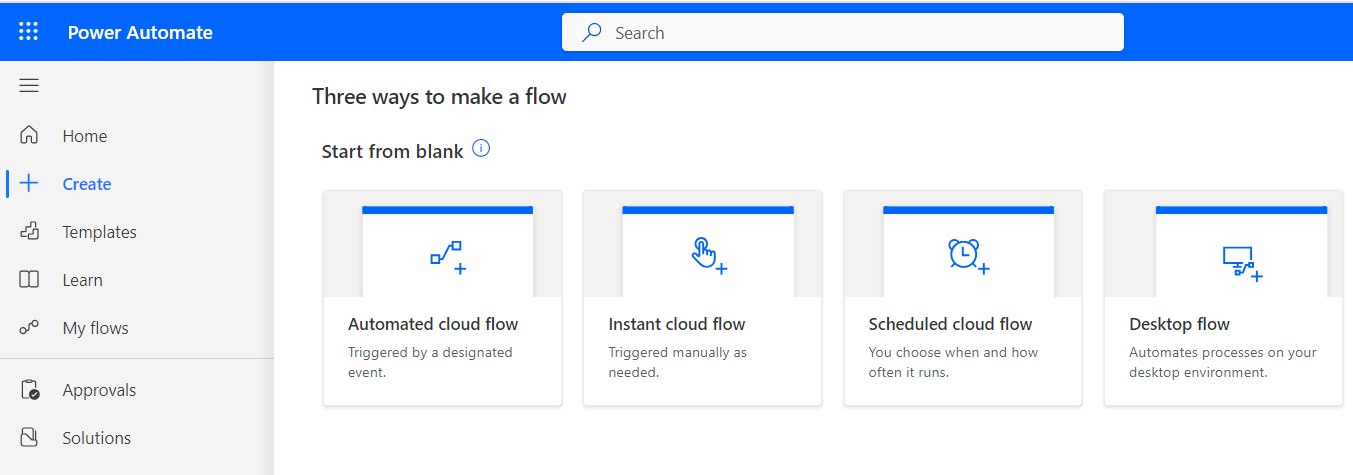 Power Automate
Search
Home
Create
Templates
Learn
My flows
Approvals
Solutions
Three ways to make a flow
Start from blank
Automated cloud flow
Triggered by a designated
event.
Instant cloud flow
Triggered manually as
needed.
Scheduled cloud flow
You choose when and how
often it runs.
Desktop flow
Automates processes on your
desktop environment.